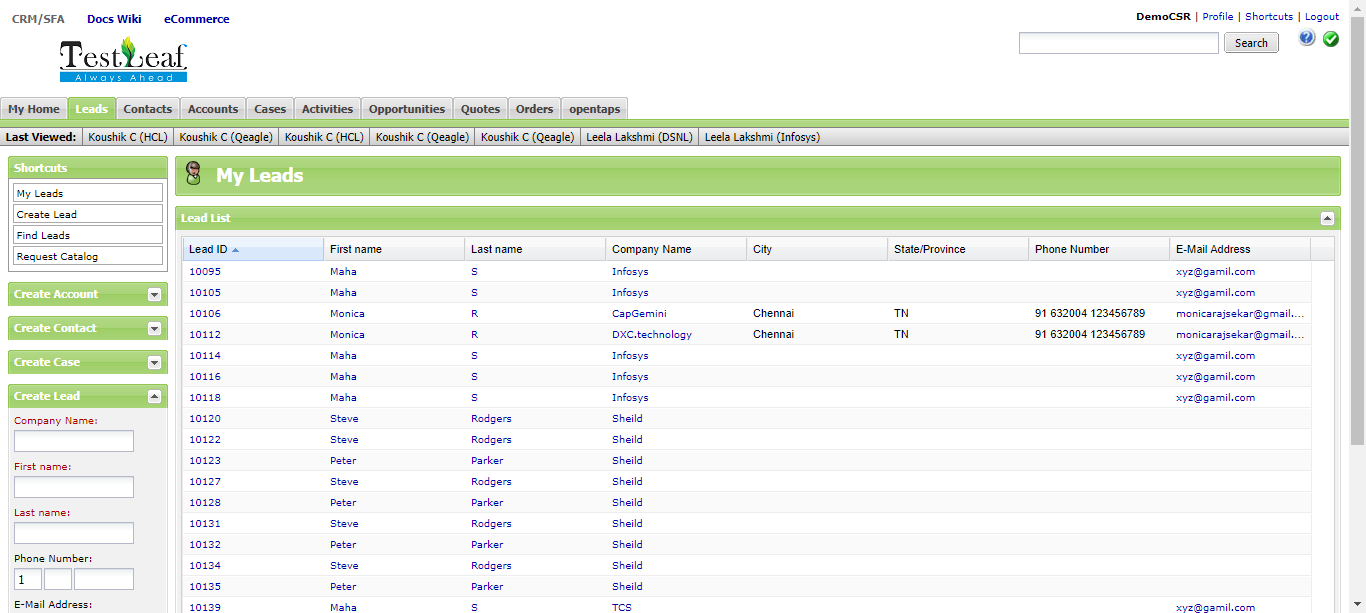 CRM/SFA Docs Wiki eCommerce
DemoCSR | Profile | Shortcuts | Logout
TestLeaf
Always Ahead
Search
My Home Leads Contacts Accounts Cases Activities Opportunities Quotes Orders opentaps
Last Viewed: Koushik C (HCL) Koushik C (Qeagle) Koushik C (HCL) Koushik C (Qeagle) Koushik C (Qeagle) Leela Lakshmi (DSNL) Leela Lakshmi (Infosys)
Shortcuts
My Leads
Create Lead
Find Leads
Request Catalog
Create Account
Create Contact
Create Case
Create Lead
Company Name:
First name:
Last name:
Phone Number:
1
E-Mail Address:
My Leads
Lead List
Lead ID First name Last name Company Name City State/Province Phone Number E-Mail Address
10095 Maha S Infosys xyz@gamil.com
10105 Maha S Infosys xyz@gamil.com
10106 Monica R CapGemini Chennai TN 91 632004 123456789 monicarajsekar@gmail....
10112 Monica R DXC.technology Chennai TN 91 632004 123456789 monicarajsekar@gmail....
10114 Maha S Infosys xyz@gamil.com
10116 Maha S Infosys xyz@gamil.com
10118 Maha S Infosys xyz@gamil.com
10120 Steve Rodgers Sheild
10122 Steve Rodgers Sheild
10123 Peter Parker Sheild
10127 Steve Rodgers Sheild
10128 Peter Parker Sheild
10131 Steve Rodgers Sheild
10132 Peter Parker Sheild
10134 Steve Rodgers Sheild
10135 Peter Parker Sheild
10139 Maha S TCS xyz@gamil.com